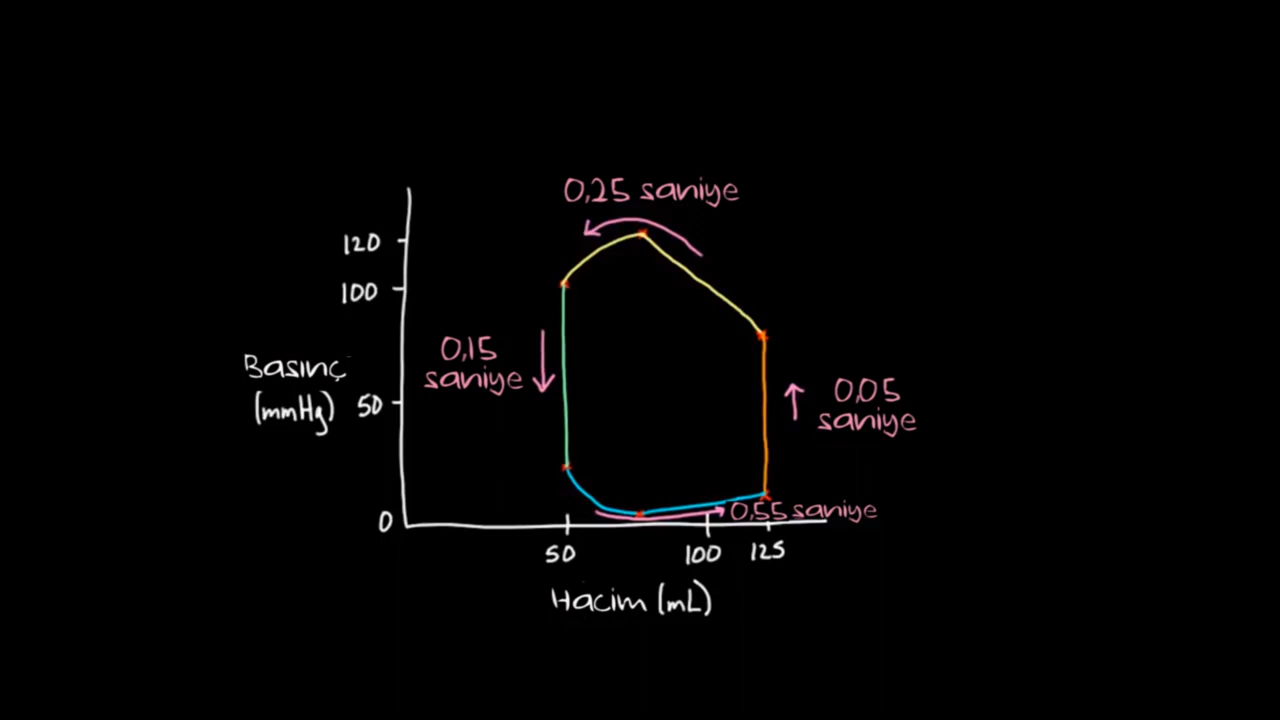 0,25 saniye
120
100
0,15
saniye
Basınç
(mmHg)
50
0,05
saniye
0,55 saniye
0
50
100
125
Hacim (mL)